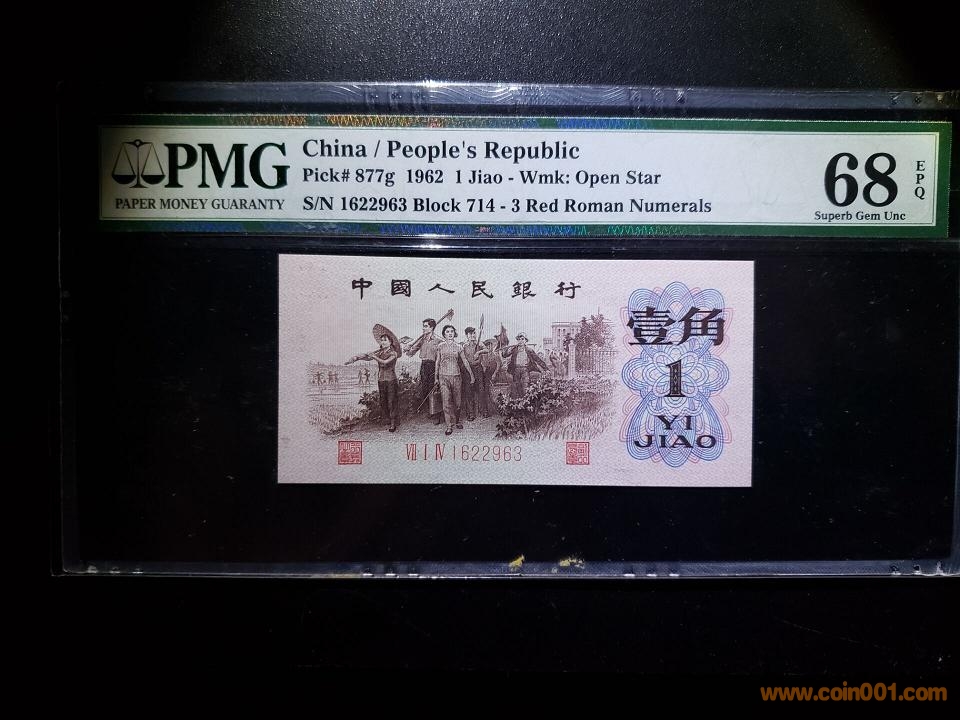 PMG
PAPER MONEY GUARANTY
China / People's Republic
Pick# 877g 1962 1 Jiao - Wmk: Open Star
S/N 1622963 Block 714 - 3 Red Roman Numerals
68
EPQ
Superb Gem Unc
中國人民銀行
壹角
1
YI
JIAO
VII I IV 1622963
www.coin001.com